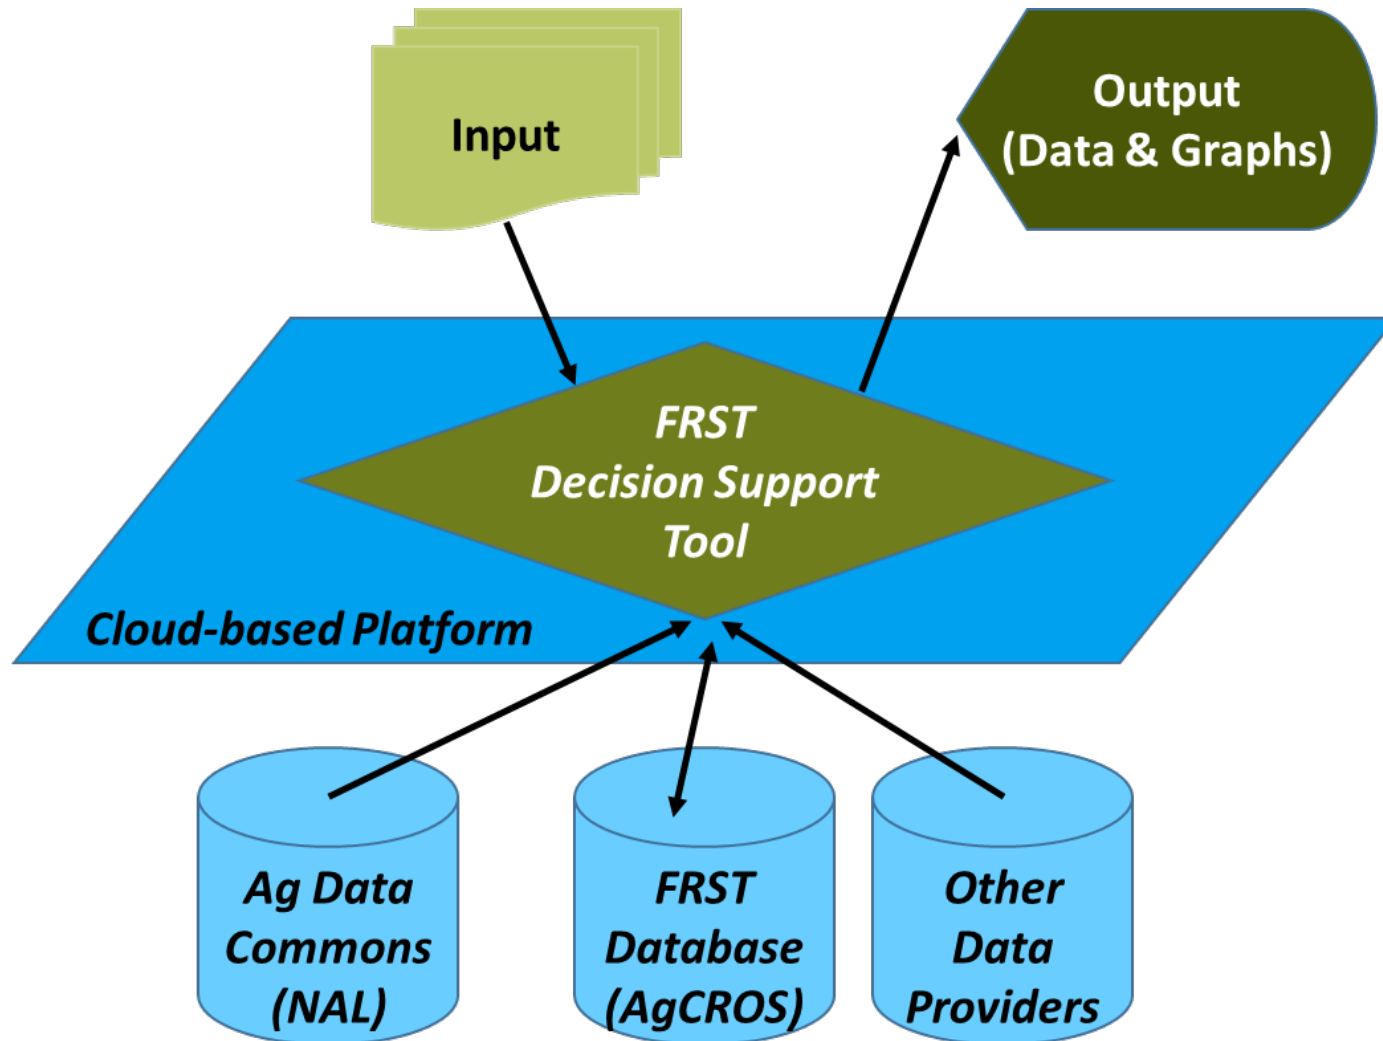 Input
Output
(Data & Graphs)
FRST
Decision Support
Tool
Cloud-based Platform
Ag Data
Commons
(NAL)
FRST
Database
(AgCROS)
Other
Data
Providers